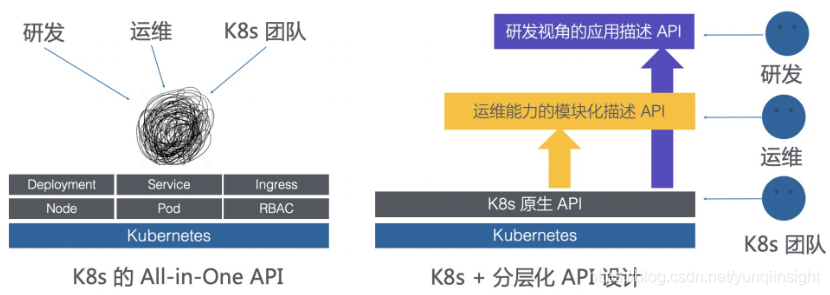 研发
运维
K8s 团队
Deployment
Service
Ingress
Node
Pod
RBAC
Kubernetes
K8s 的 All-in-One API
研发视角的应用描述 API
研发
运维能力的模块化描述 API
运维
K8s 原生 API
Kubernetes
K8s 团队
K8s + 分层化 API 设计
https://blog.csdn.net/yunqiinsight